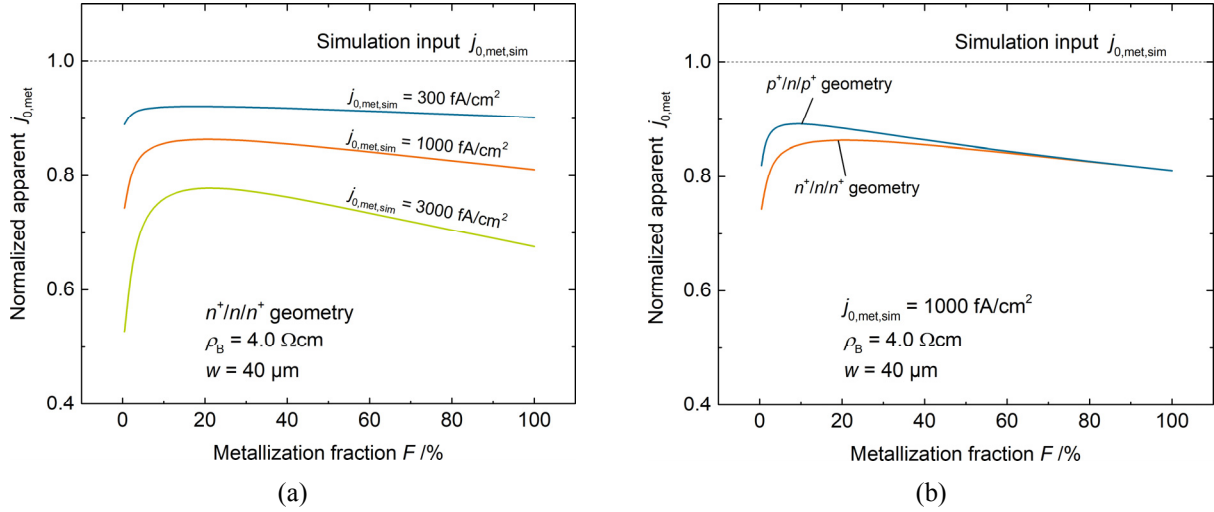 Simulation input j0,met,sim
j0,met,sim = 300 fA/cm²
j0,met,sim = 1000 fA/cm²
j0,met,sim = 3000 fA/cm²
n⁺/n/n⁺ geometry
ρB = 4.0 Ωcm
w = 40 µm
Normalized apparent j0,met
1.0
0.8
0.6
0.4
0 20 40 60 80 100
Metallization fraction F /%
(a)
Simulation input j0,met,sim
p⁺/n/p⁺ geometry
n⁺/n/n⁺ geometry
j0,met,sim = 1000 fA/cm²
ρB = 4.0 Ωcm
w = 40 µm
Normalized apparent j0,met
1.0
0.8
0.6
0.4
0 20 40 60 80 100
Metallization fraction F /%
(b)